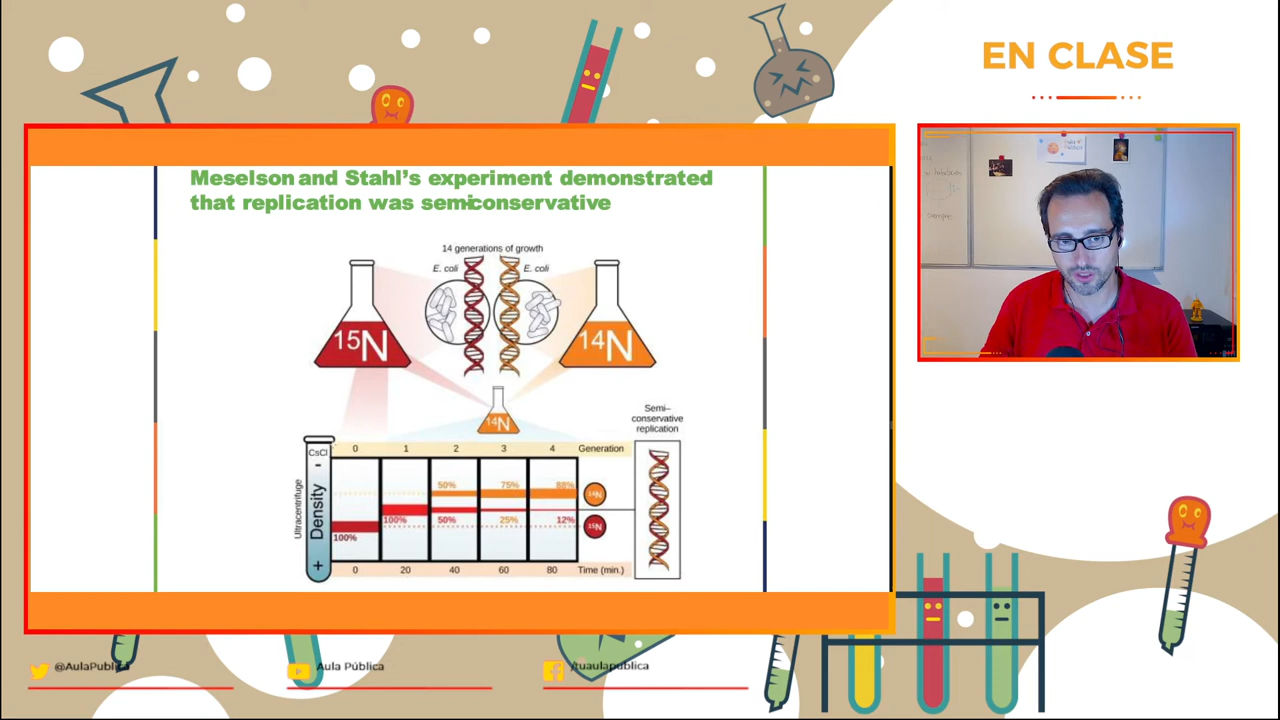 EN CLASE
Meselson and Stahl's experiment demonstrated
that replication was semiconservative
14 generations of growth
E. coli
E. coli
15N
14N
14N
Semi–
conservative
replication
0 1 2 3 4 Generation
CsCl
-
Density
+
Ultracentrifuge
50% 75% 88%
14N
100% 50% 25% 12%
15N
100%
0 20 40 60 80 Time (min.)
@AulaPublica
Aula Pública
/tuaulapublica